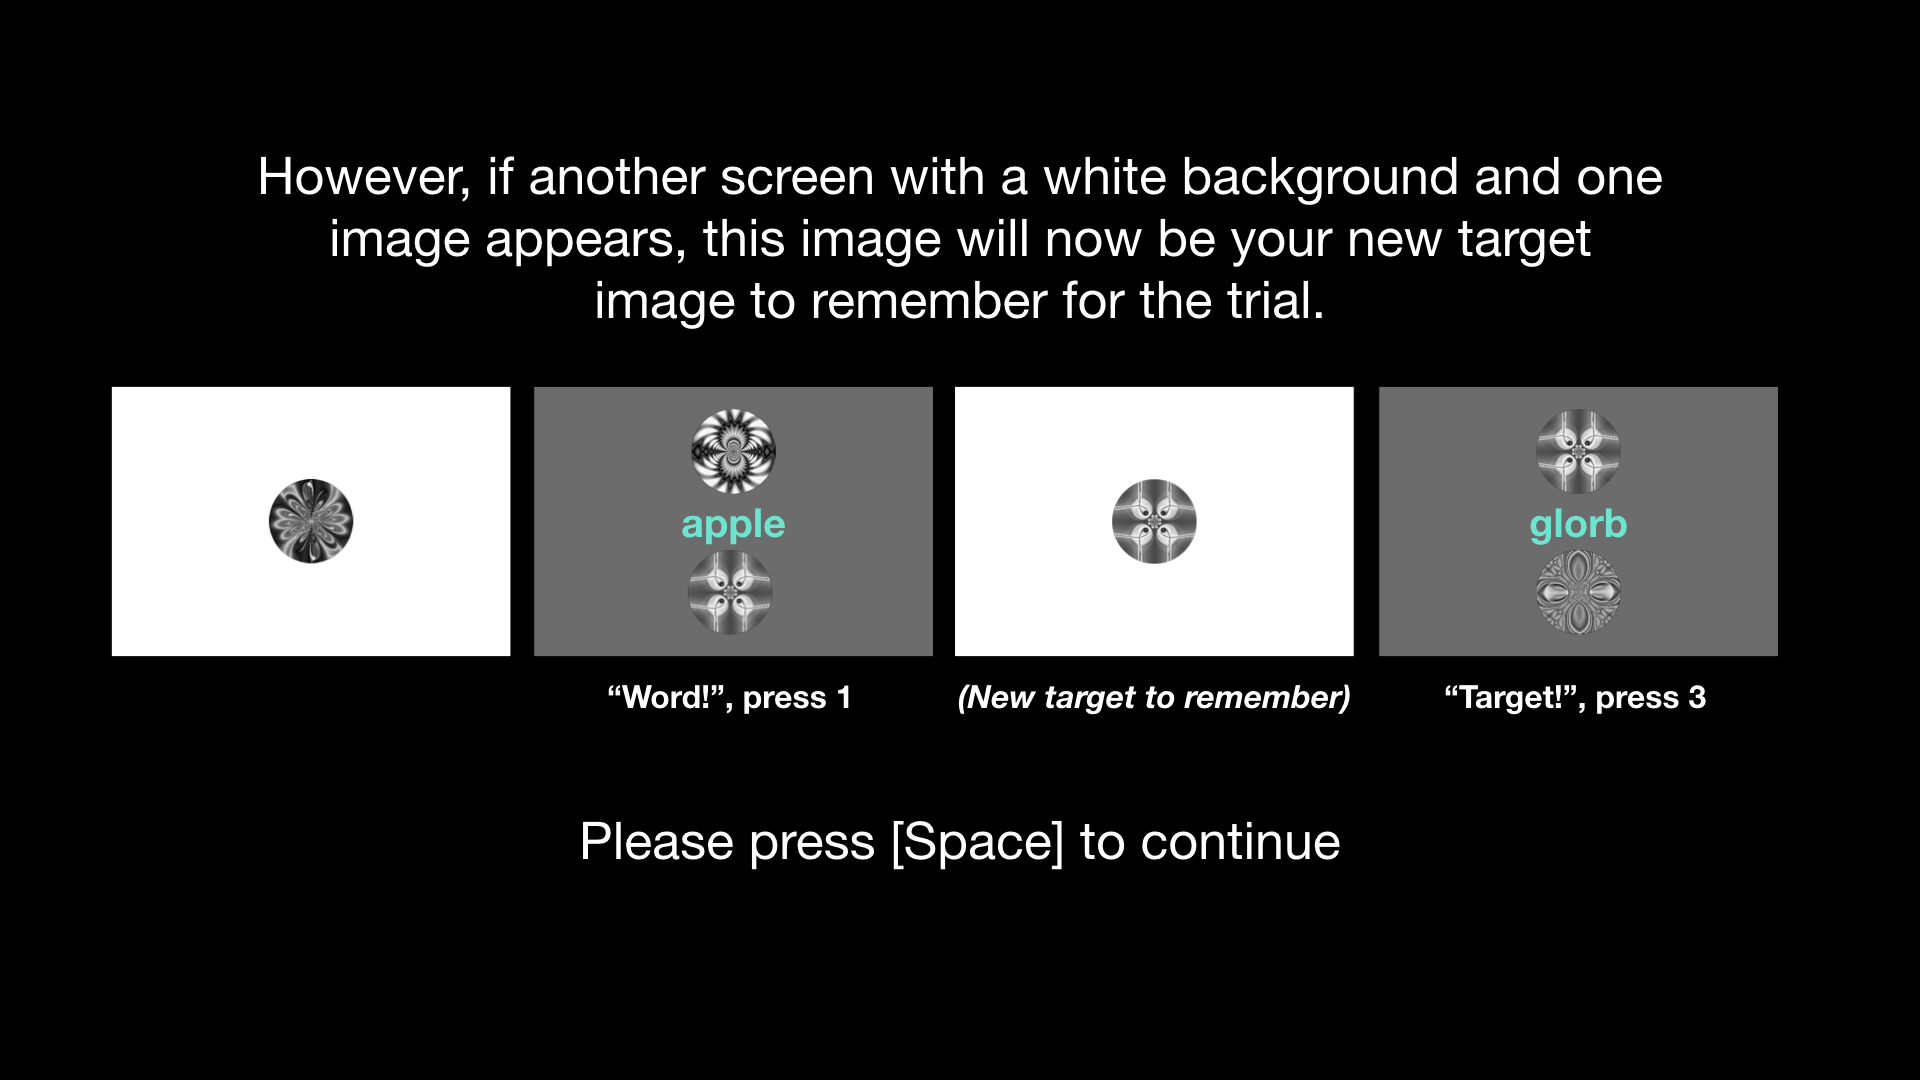 However, if another screen with a white background and one
image appears, this image will now be your new target
image to remember for the trial.
apple
glorb
“Word!”, press 1
(New target to remember)
“Target!”, press 3
Please press [Space] to continue